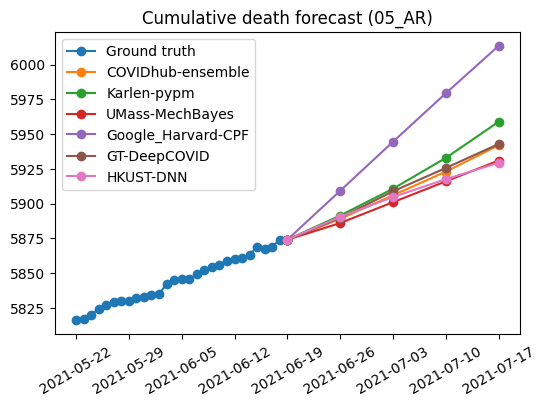 Cumulative death forecast (05_AR)
Ground truth
COVIDhub-ensemble
Karlen-pypm
UMass-MechBayes
Google_Harvard-CPF
GT-DeepCOVID
HKUST-DNN
6000
5975
5950
5925
5900
5875
5850
5825
2021-05-22
2021-05-29
2021-06-05
2021-06-12
2021-06-19
2021-06-26
2021-07-03
2021-07-10
2021-07-17